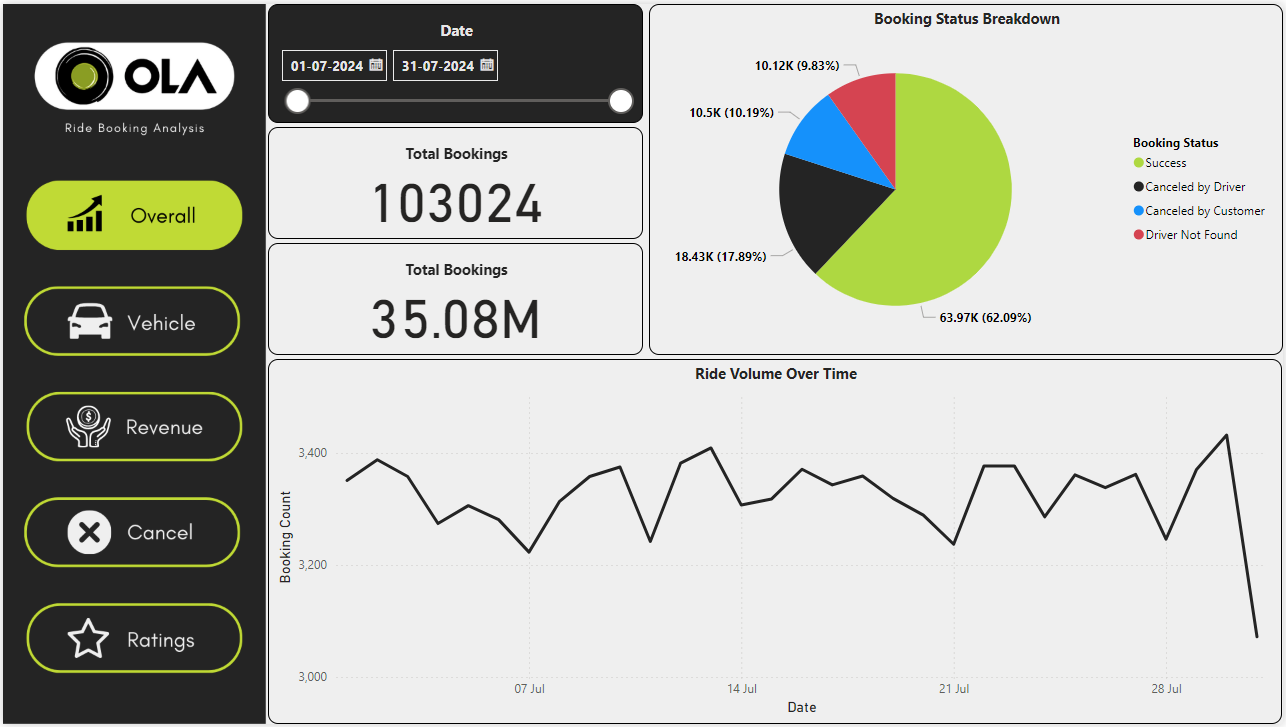 OLA
Ride Booking Analysis
Overall
Vehicle
Revenue
$
Cancel
Ratings
Date
01-07-2024
31-07-2024
Total Bookings
103024
Total Bookings
35.08M
Booking Status Breakdown
10.12K (9.83%)
10.5K (10.19%)
18.43K (17.89%)
63.97K (62.09%)
Booking Status
Success
Canceled by Driver
Canceled by Customer
Driver Not Found
Ride Volume Over Time
Booking Count
3,400
3,200
3,000
07 Jul
14 Jul
21 Jul
28 Jul
Date